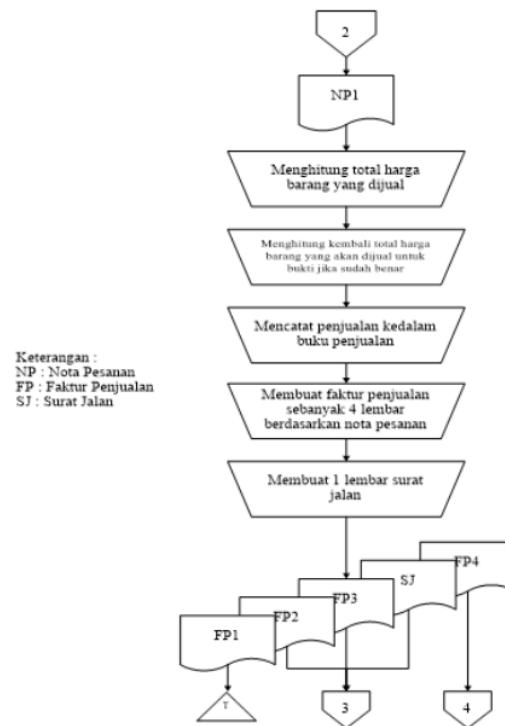 2
NP1
Menghitung total harga
barang yang dijual
Menghitung kembali total harga
barang yang akan dijual untuk
bukti jika sudah benar
Mencatat penjualan kedalam
buku penjualan
Keterangan :
NP : Nota Pesanan
FP : Faktur Penjualan
SJ : Surat Jalan
Membuat faktur penjualan
sebanyak 4 lembar
berdasarkan nota pesanan
Membuat 1 lembar surat
jalan
FP1
FP2
FP3
SJ
FP4
T
3
4